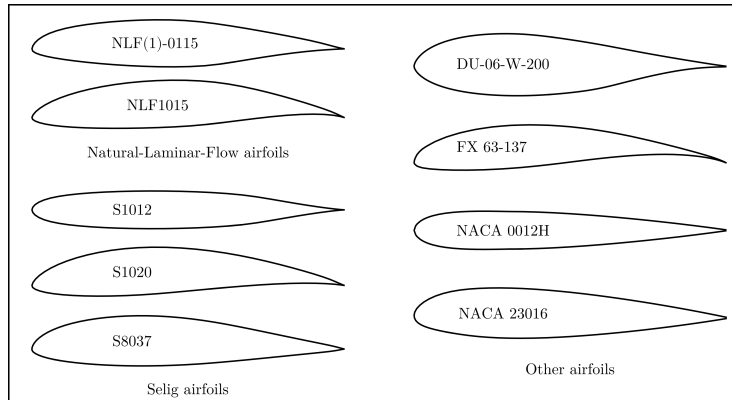 NLF(1)-0115
NLF1015
Natural-Laminar-Flow airfoils
S1012
S1020
S8037
Selig airfoils
DU-06-W-200
FX 63-137
NACA 0012H
NACA 23016
Other airfoils